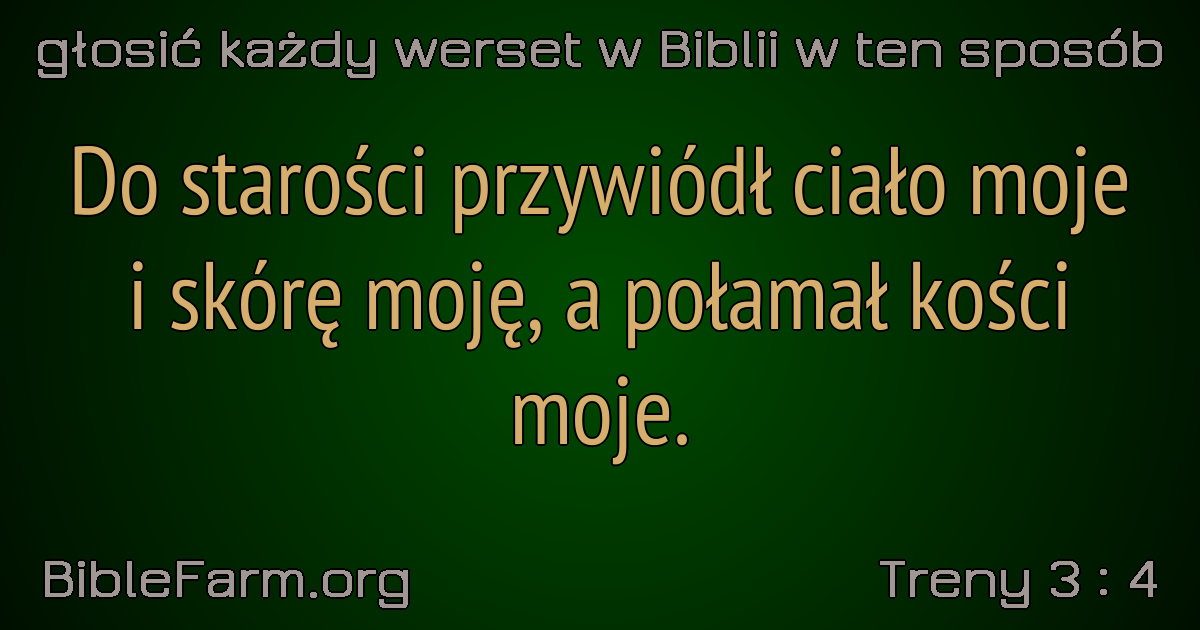 głosić każdy werset w Biblii w ten sposób
Do starości przywiódł ciało moje
i skórę moję, a połamał kości
moje.
BibleFarm.org
Treny 3 : 4